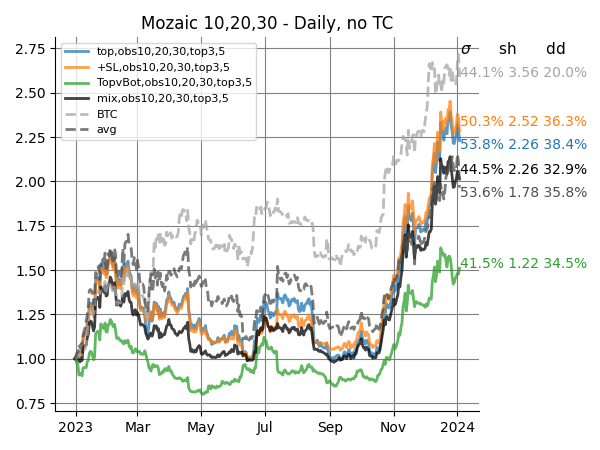 Mozaic 10,20,30 - Daily, no TC
2.75
2.50
2.25
2.00
1.75
1.50
1.25
1.00
0.75
top,obs10,20,30,top3,5
+SL,obs10,20,30,top3,5
TopvBot,obs10,20,30,top3,5
mix,obs10,20,30,top3,5
BTC
avg
σ sh dd
44.1% 3.56 20.0%
50.3% 2.52 36.3%
53.8% 2.26 38.4%
44.5% 2.26 32.9%
53.6% 1.78 35.8%
41.5% 1.22 34.5%
2023 Mar May Jul Sep Nov 2024